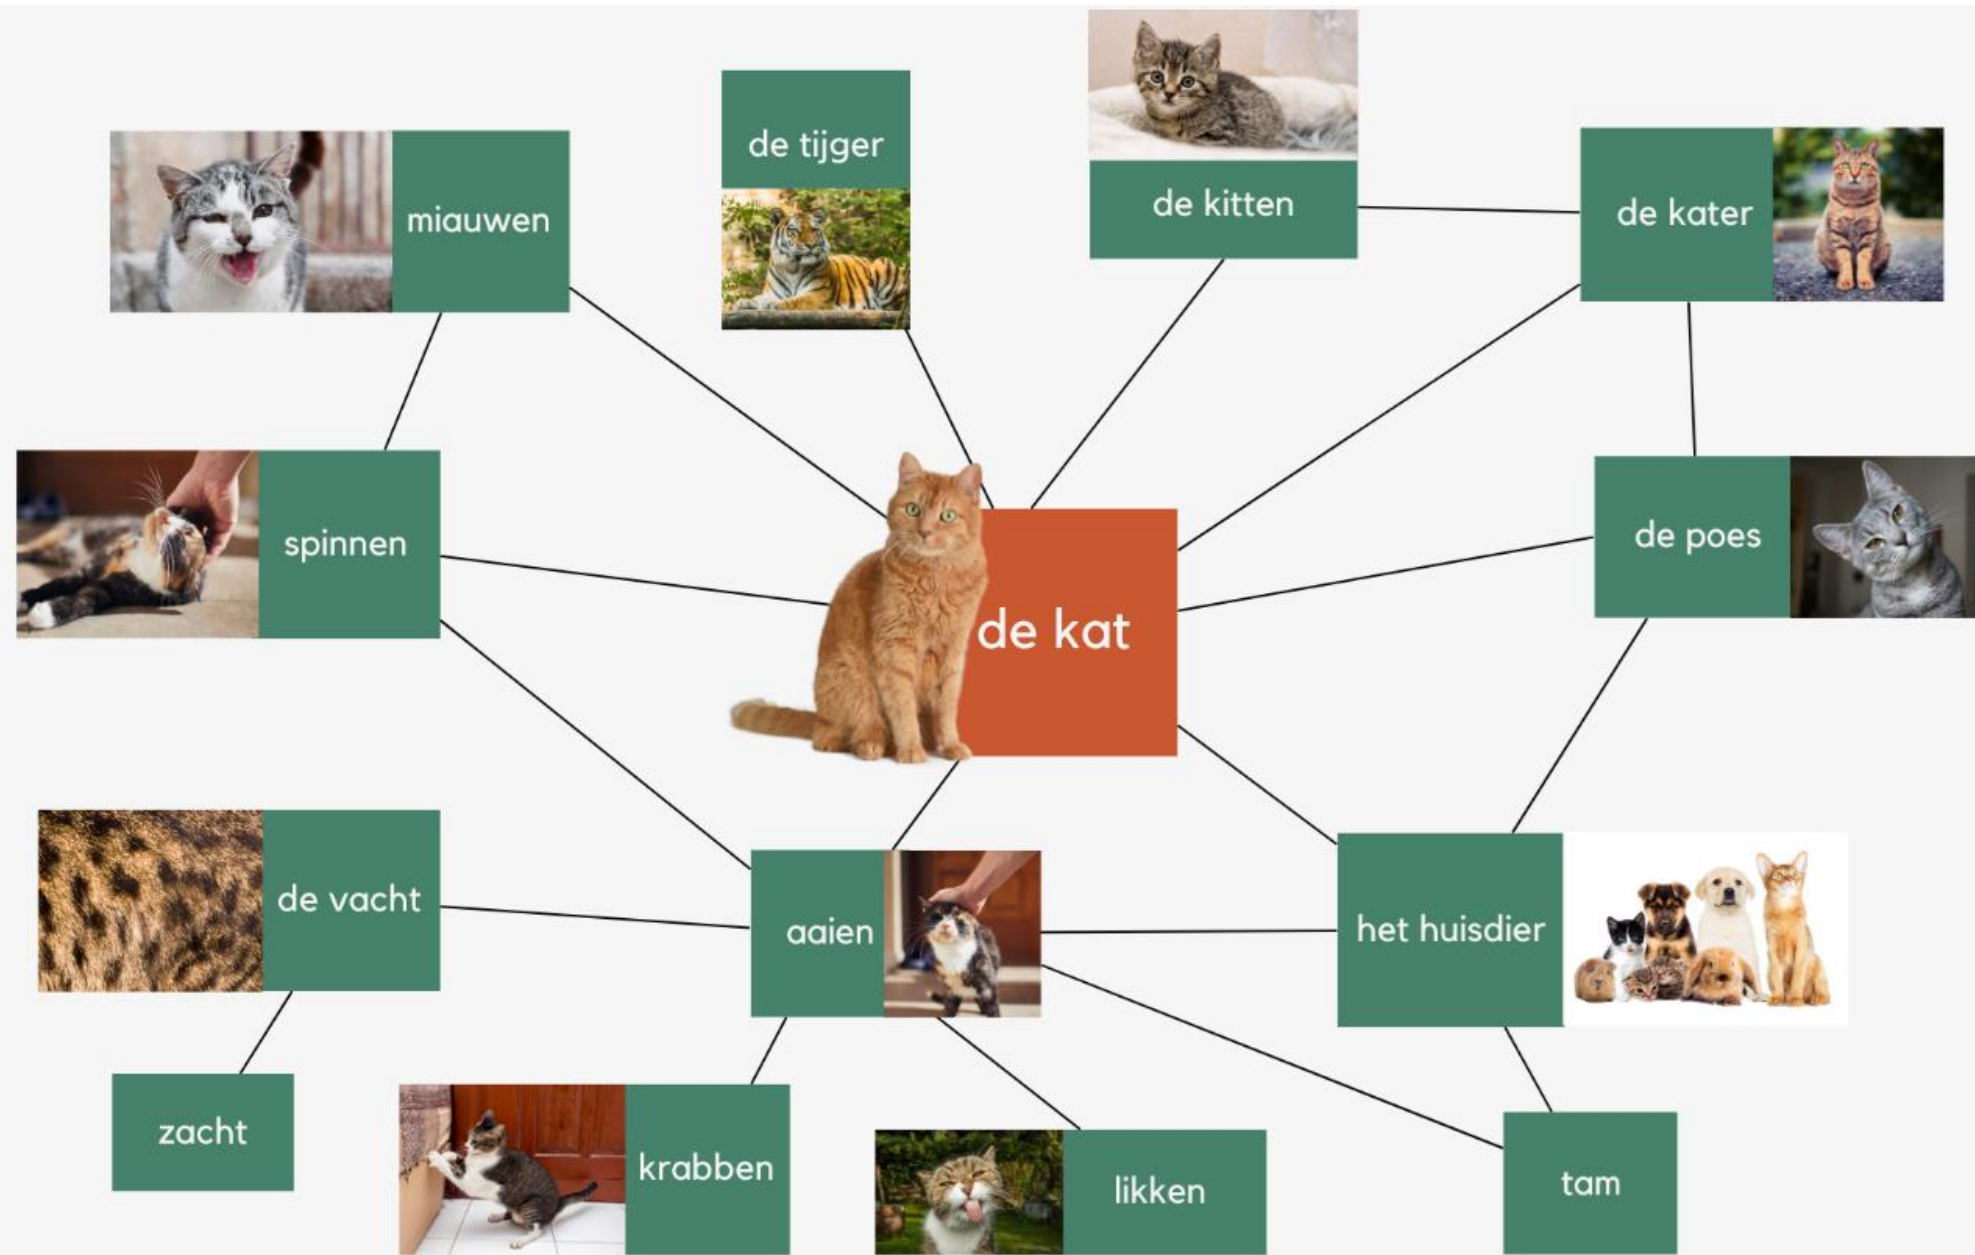 de tijger
de kitten
miauwen
de kater
spinnen
de poes
de kat
de vacht
aaien
het huisdier
zacht
krabben
likken
tam